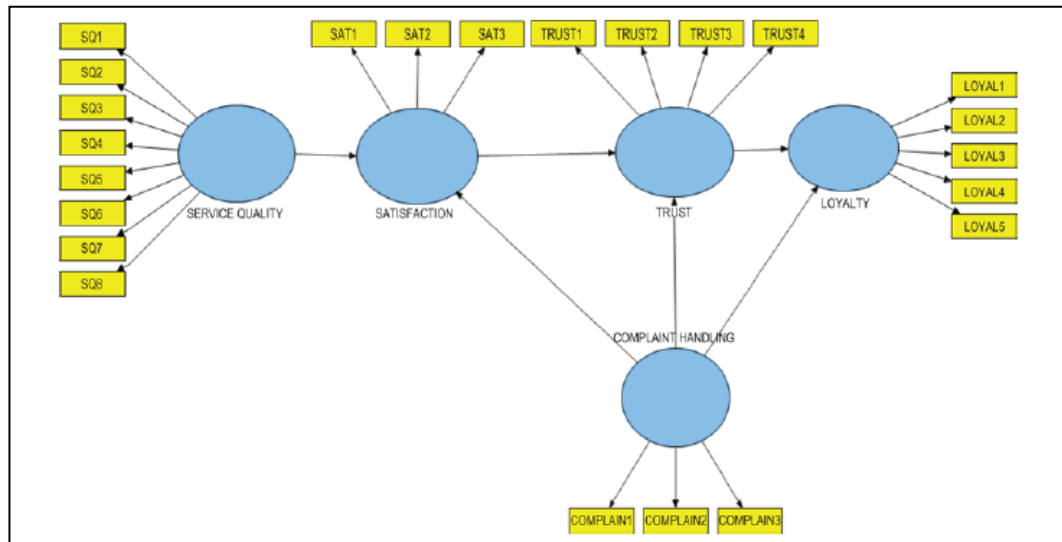 SQ1
SQ2
SQ3
SQ4
SQ5
SQ6
SQ7
SQ8
SERVICE QUALITY
SAT1
SAT2
SAT3
SATISFACTION
TRUST1
TRUST2
TRUST3
TRUST4
TRUST
LOYAL1
LOYAL2
LOYAL3
LOYAL4
LOYAL5
LOYALTY
COMPLAINT HANDLING
COMPLAIN1
COMPLAIN2
COMPLAIN3